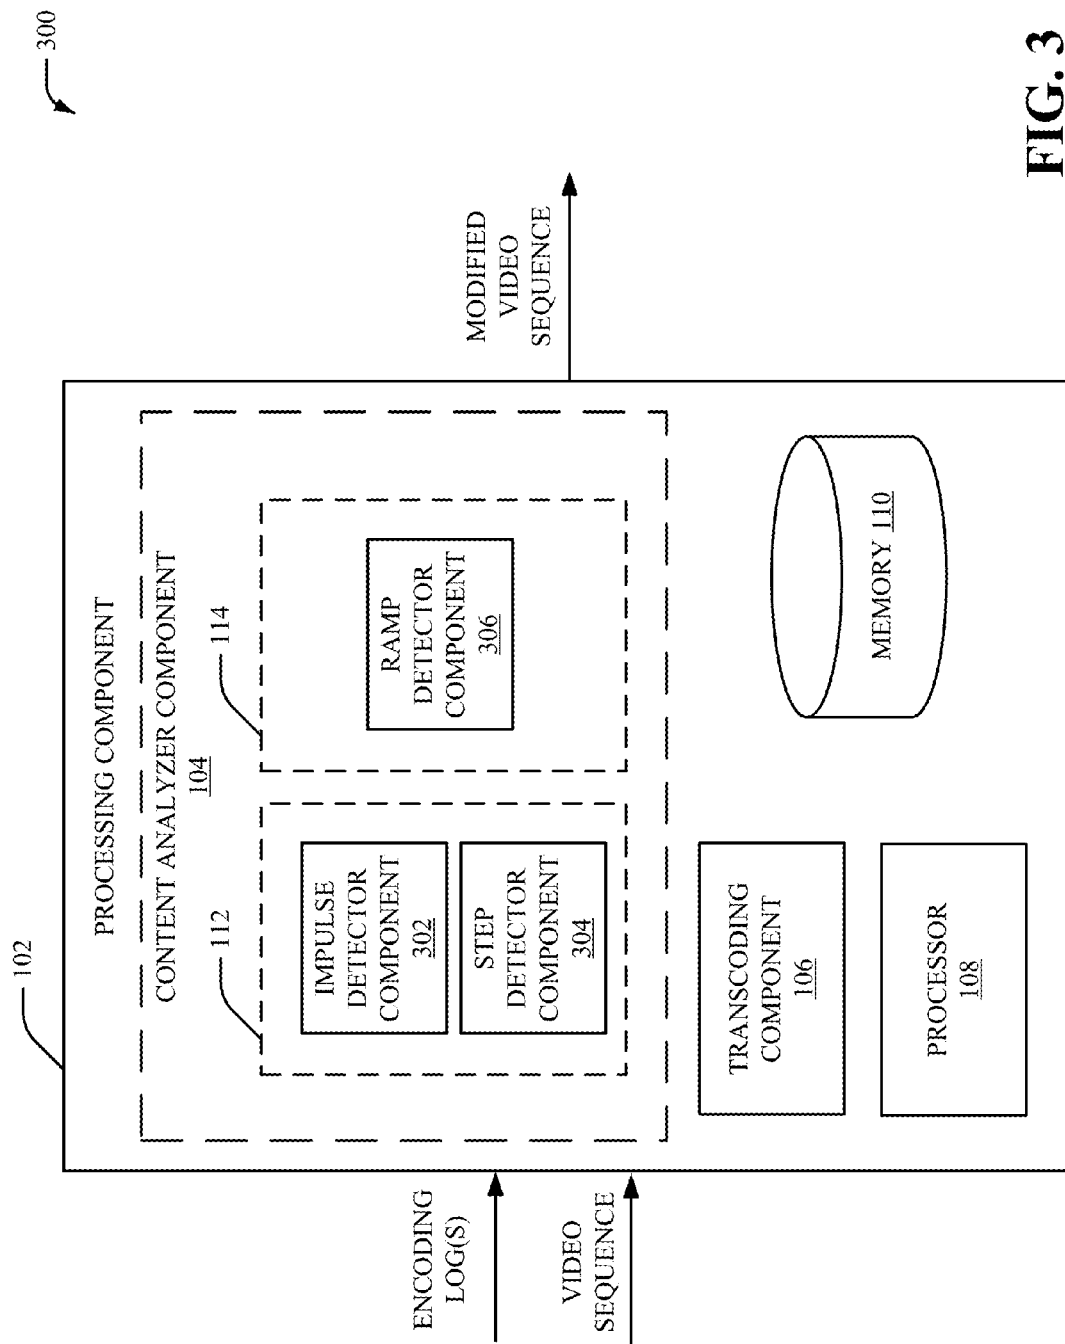 300
102
PROCESSING COMPONENT
CONTENT ANALYZER COMPONENT
104
112
114
IMPULSE
DETECTOR
COMPONENT
302
STEP
DETECTOR
COMPONENT
304
RAMP
DETECTOR
COMPONENT
306
ENCODING
LOG(S)
VIDEO
SEQUENCE
MODIFIED
VIDEO
SEQUENCE
TRANSCODING
COMPONENT
106
PROCESSOR
108
MEMORY 110
FIG. 3